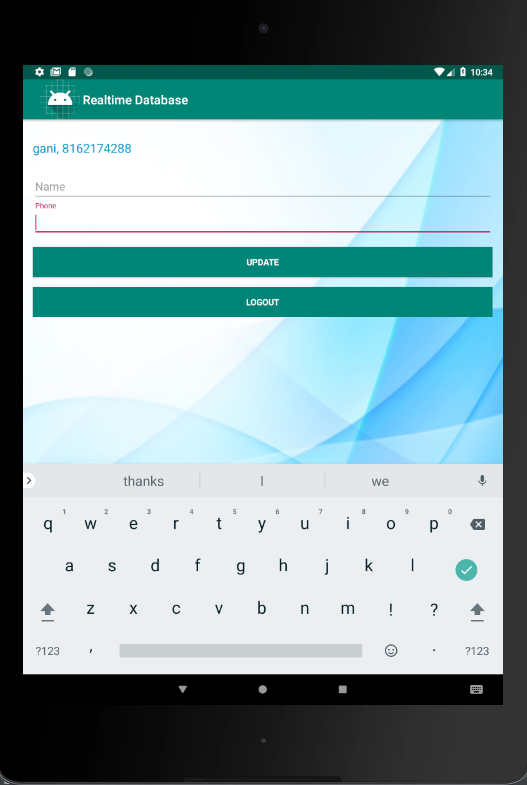 10:34
Realtime Database
gani, 8162174288
Name
Phone
UPDATE
LOGOUT
thanks I we
1 2 3 4 5 6 7 8 9 0
q w e r t y u i o p
a s d f g h j k l
z x c v b n m ! ?
?123 , . ?123